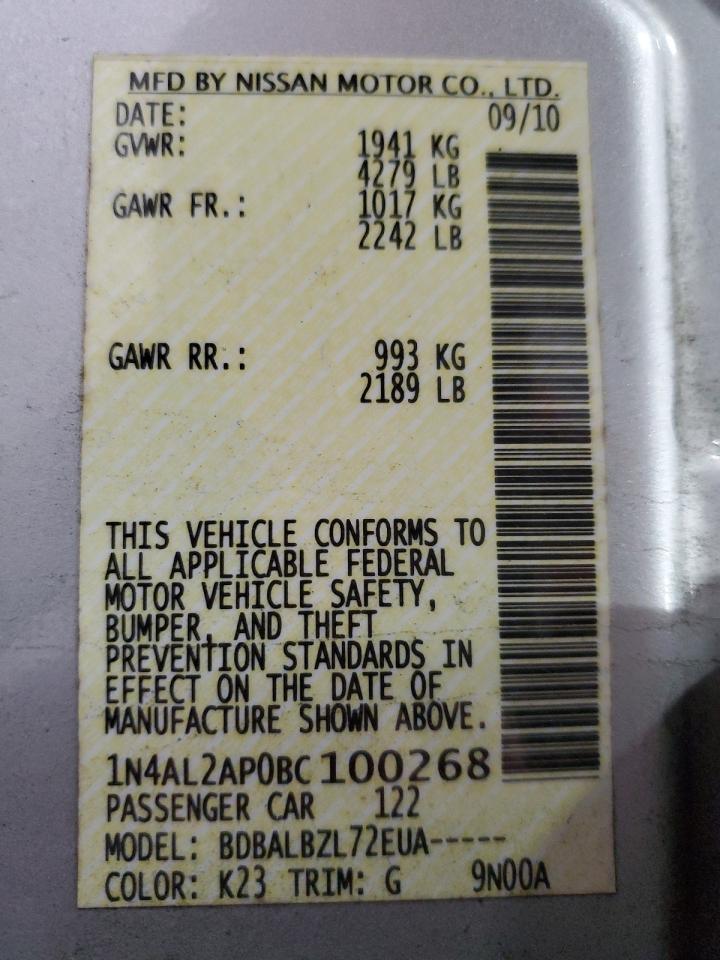 MFD BY NISSAN MOTOR CO., LTD.
DATE: 09/10
GVWR: 1941 KG
4279 LB
GAWR FR.: 1017 KG
2242 LB
GAWR RR.: 993 KG
2189 LB
THIS VEHICLE CONFORMS TO
ALL APPLICABLE FEDERAL
MOTOR VEHICLE SAFETY,
BUMPER, AND THEFT
PREVENTION STANDARDS IN
EFFECT ON THE DATE OF
MANUFACTURE SHOWN ABOVE.
1N4AL2AP0BC100268
PASSENGER CAR 122
MODEL: BDBALBZL72EUA-----
COLOR: K23 TRIM: G 9N00A